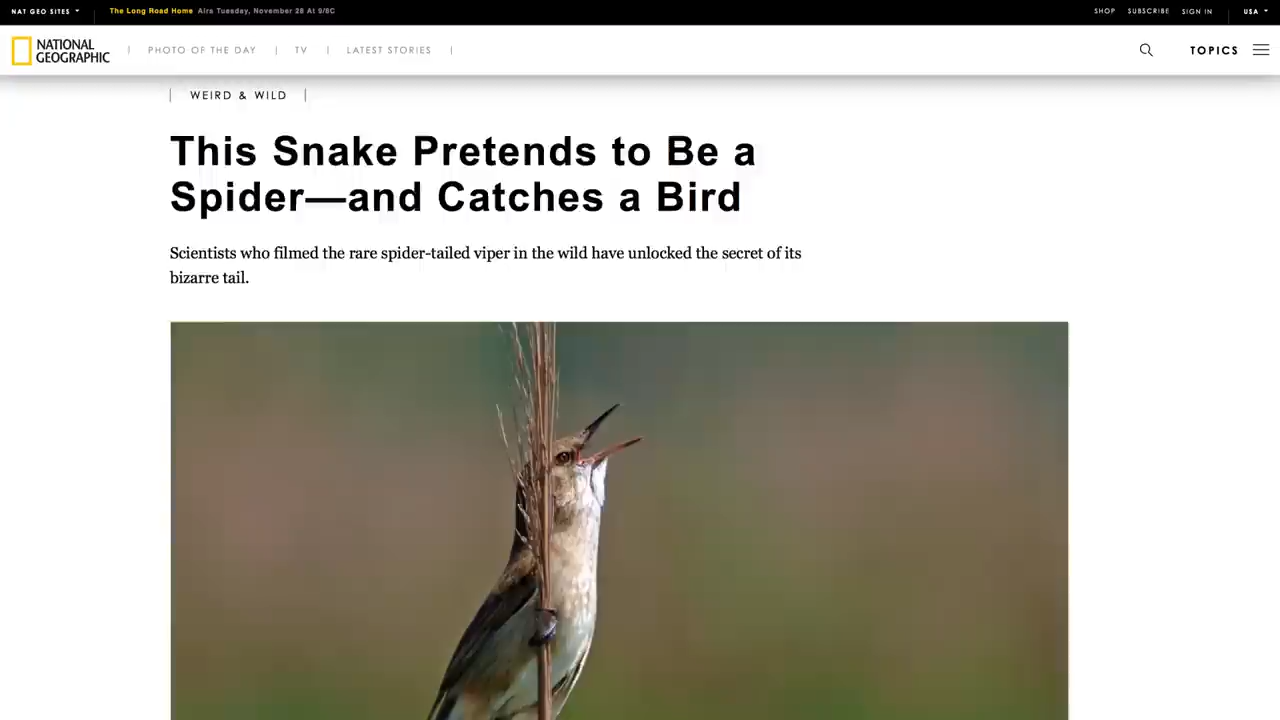 NAT GEO SITES
The Long Road Home Airs Tuesday, November 28 At 9/8C
SHOP
SUBSCRIBE
SIGN IN
USA
NATIONAL
GEOGRAPHIC
PHOTO OF THE DAY
TV
LATEST STORIES
TOPICS
WEIRD & WILD
This Snake Pretends to Be a
Spider—and Catches a Bird
Scientists who filmed the rare spider-tailed viper in the wild have unlocked the secret of its
bizarre tail.